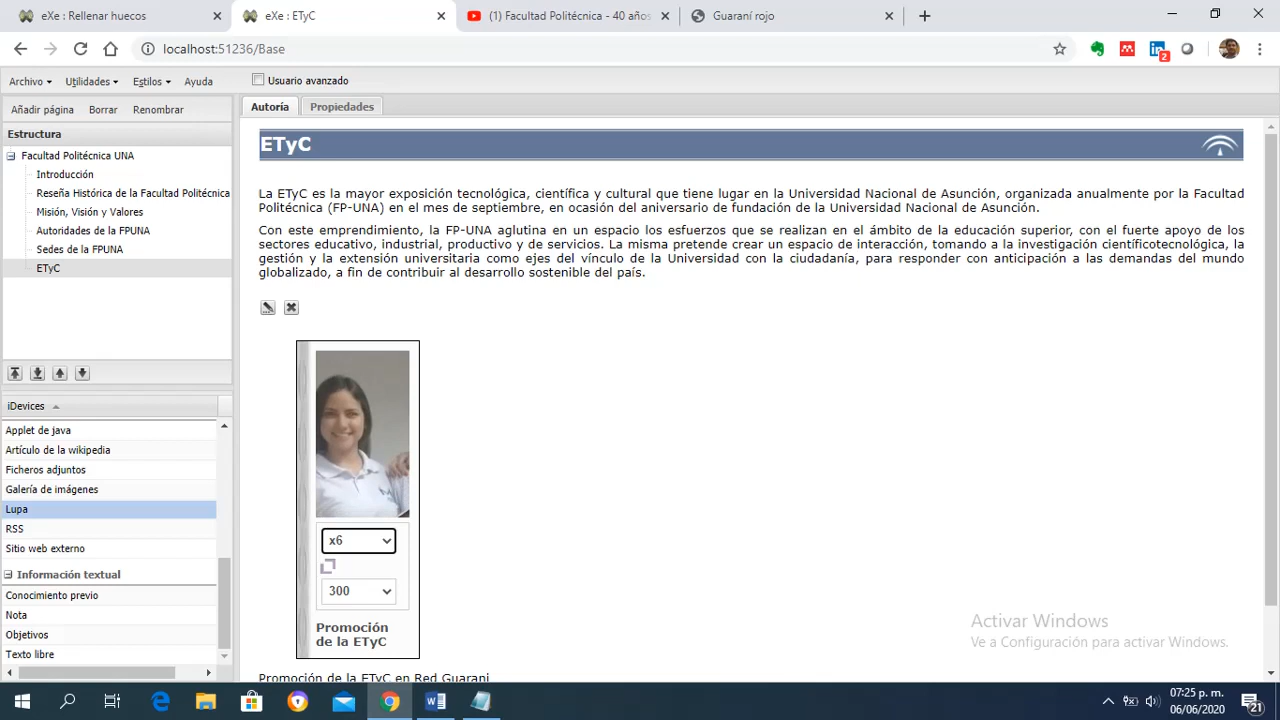 eXe : Rellenar huecos
eXe : ETyC
(1) Facultad Politécnica - 40 años
Guaraní rojo
localhost:51236/Base
2
Archivo
Utilidades
Estilos
Ayuda
Usuario avanzado
Añadir página
Borrar
Renombrar
Autoría
Propiedades
Estructura
Facultad Politécnica UNA
Introducción
Reseña Histórica de la Facultad Politécnica
Misión, Visión y Valores
Autoridades de la FPUNA
Sedes de la FPUNA
ETyC
iDevices
Applet de java
Artículo de la wikipedia
Ficheros adjuntos
Galería de imágenes
Lupa
RSS
Sitio web externo
Información textual
Conocimiento previo
Nota
Objetivos
Texto libre
ETyC
La ETyC es la mayor exposición tecnológica, científica y cultural que tiene lugar en la Universidad Nacional de Asunción, organizada anualmente por la Facultad
Politécnica (FP-UNA) en el mes de septiembre, en ocasión del aniversario de fundación de la Universidad Nacional de Asunción.
Con este emprendimiento, la FP-UNA aglutina en un espacio los esfuerzos que se realizan en el ámbito de la educación superior, con el fuerte apoyo de los
sectores educativo, industrial, productivo y de servicios. La misma pretende crear un espacio de interacción, tomando a la investigación científicotecnológica, la
gestión y la extensión universitaria como ejes del vínculo de la Universidad con la ciudadanía, para responder con anticipación a las demandas del mundo
globalizado, a fin de contribuir al desarrollo sostenible del país.
x6
300
Promoción
de la ETyC
Promoción de la ETyC en Red Guarani
Activar Windows
Ve a Configuración para activar Windows.
07:25 p. m.
06/06/2020
21